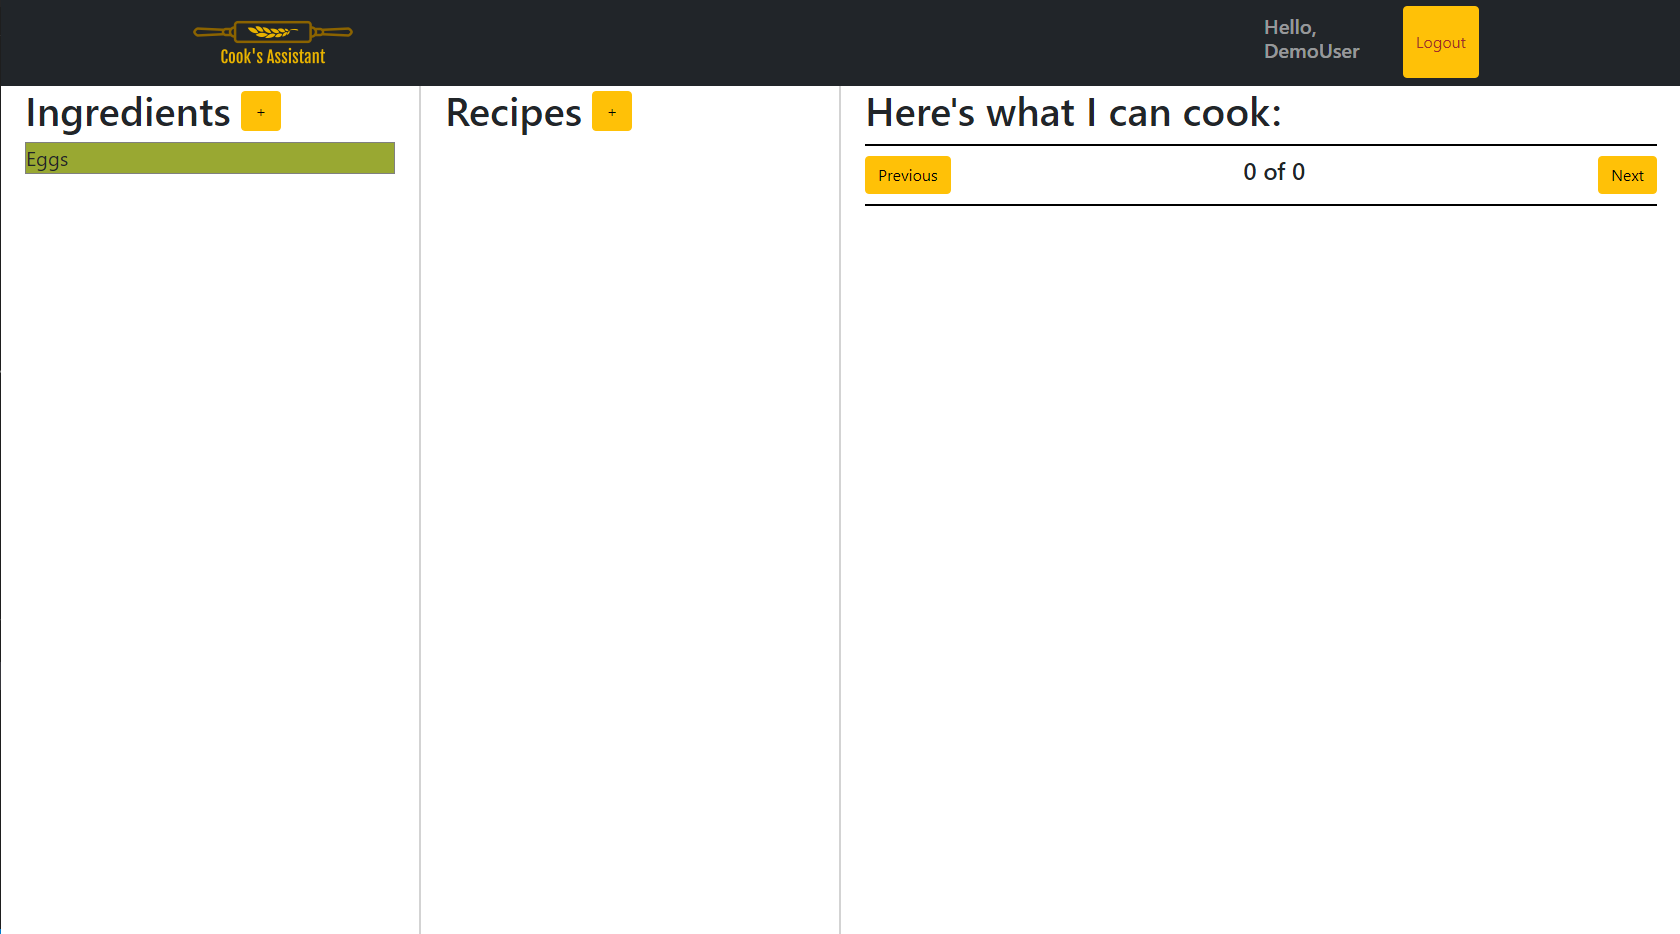 Cook's Assistant
Hello,
DemoUser
Logout
Ingredients +
Eggs
Recipes +
Here's what I can cook:
Previous 0 of 0 Next